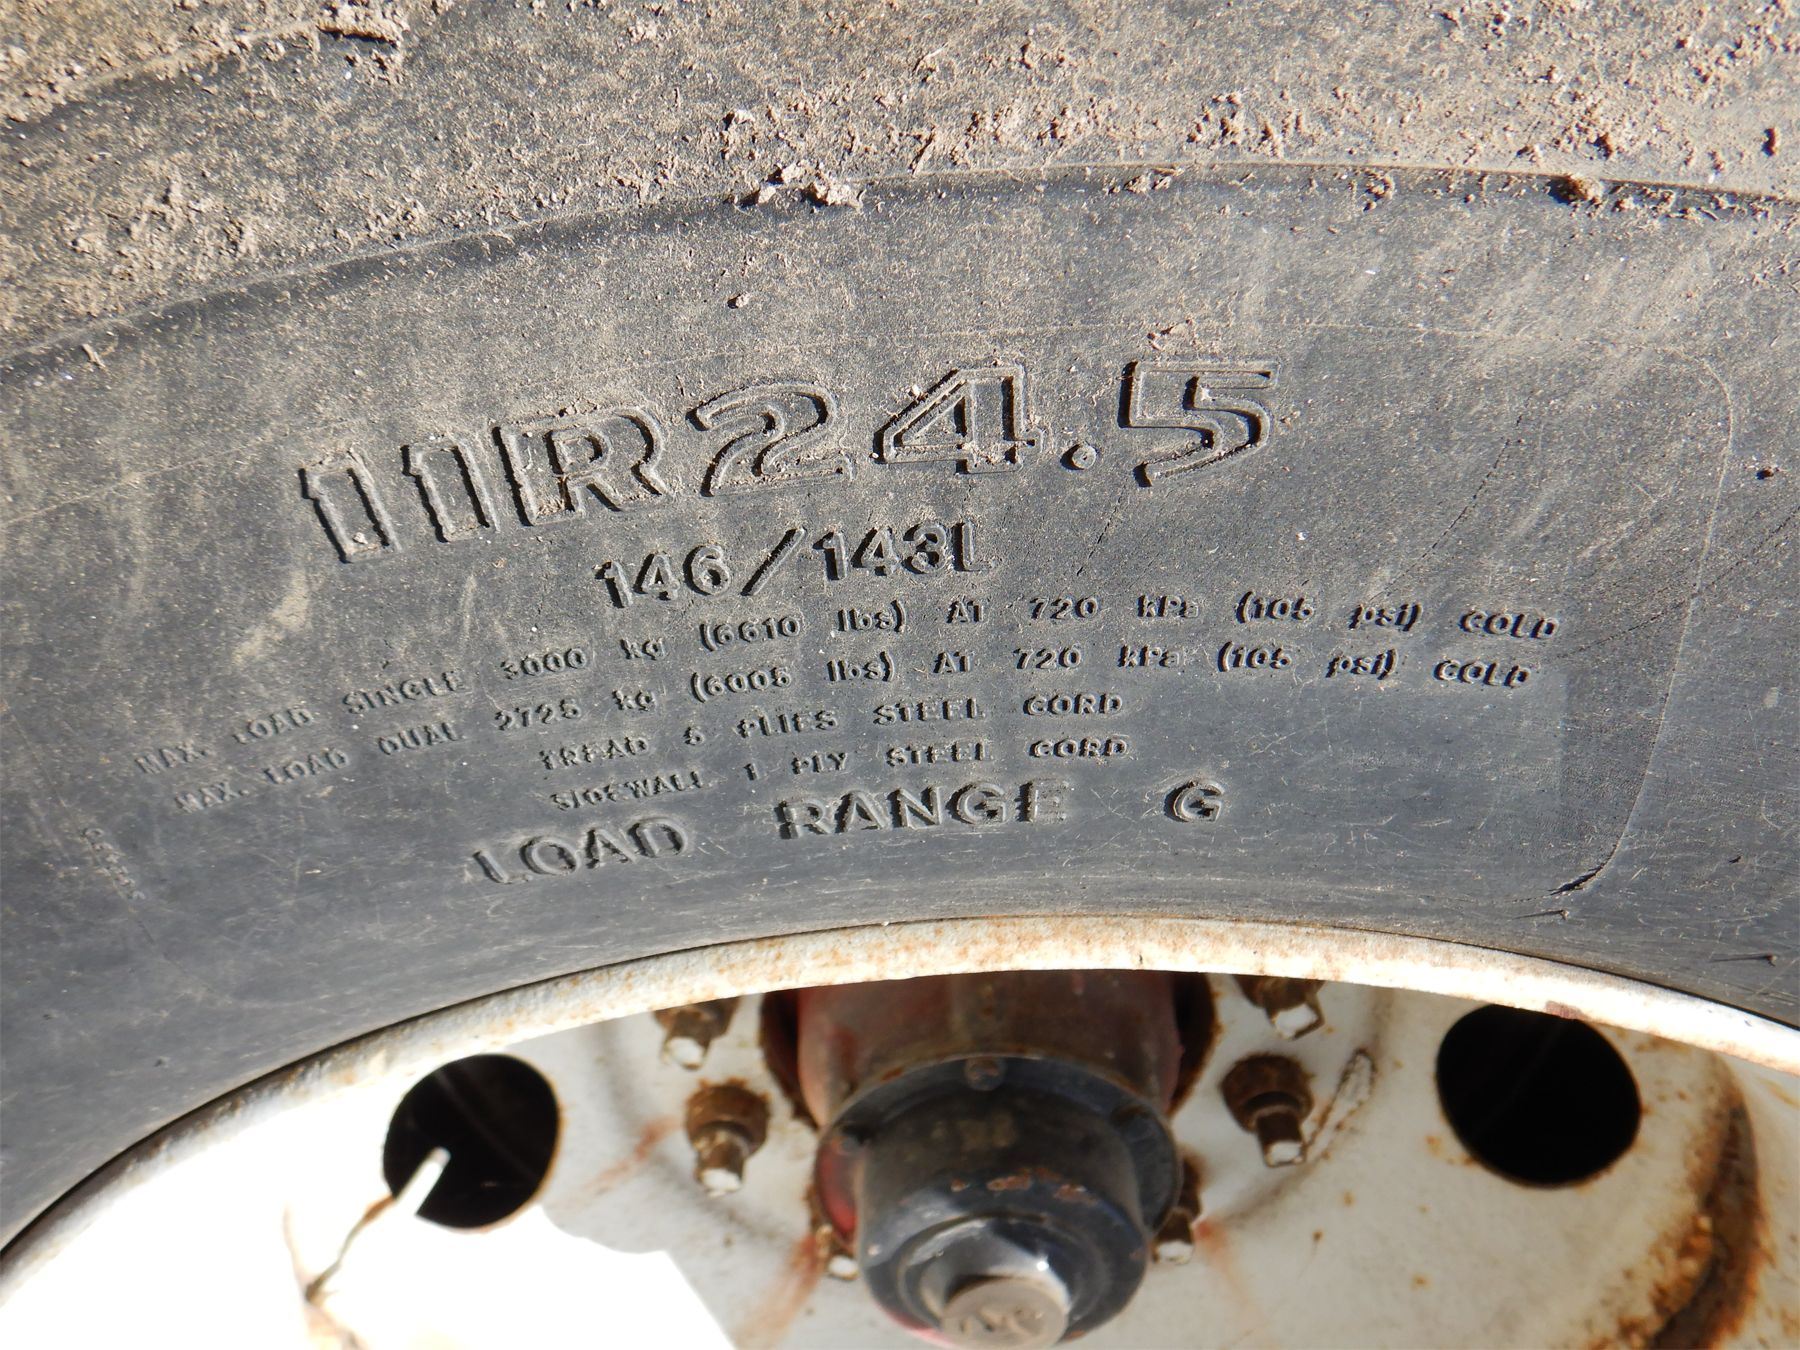 11R24.5
146/143L
MAX. LOAD SINGLE 3000 kg (6610 lbs) AT 720 kPa (105 psi) COLD
MAX. LOAD DUAL 2725 kg (6005 lbs) AT 720 kPa (105 psi) COLD
TREAD 5 PLIES STEEL CORD
SIDEWALL 1 PLY STEEL CORD
LOAD RANGE G